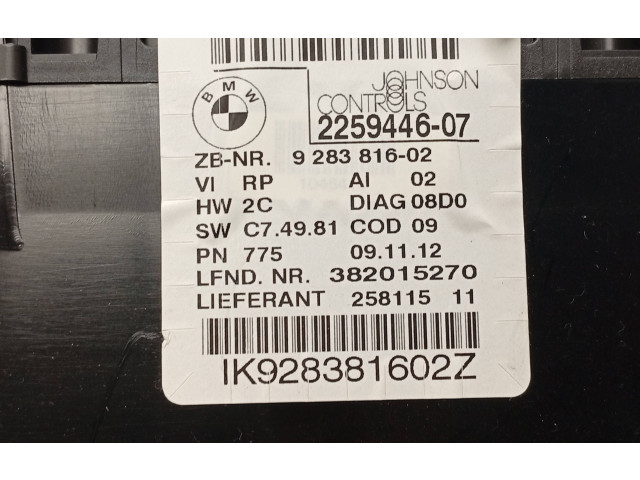 BMW
JOHNSON
CONTROLS
2259446-07
ZB-NR. 9 283 816-02
VI RP AI 02
HW 2C DIAG 08D0
SW C7.49.81 COD 09
PN 775 09.11.12
LFND. NR. 382015270
LIEFERANT 258115 11
IK928381602Z